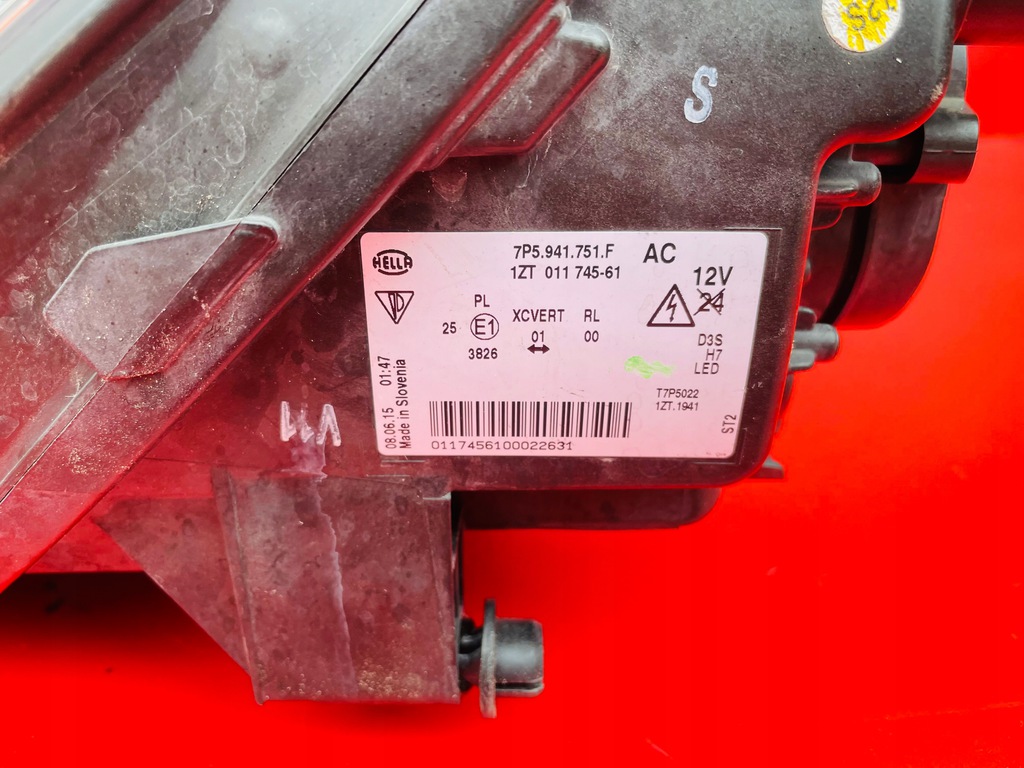 S
HELLA
7P5.941.751.F
AC
1ZT 011 745-61
12V
24
PL
XCVERT
RL
25
E1
01
00
3826
D3S
H7
LED
T7P5022
1ZT.1941
ST2
08.06.15 01:47
Made in Slovenia
0117456100022631